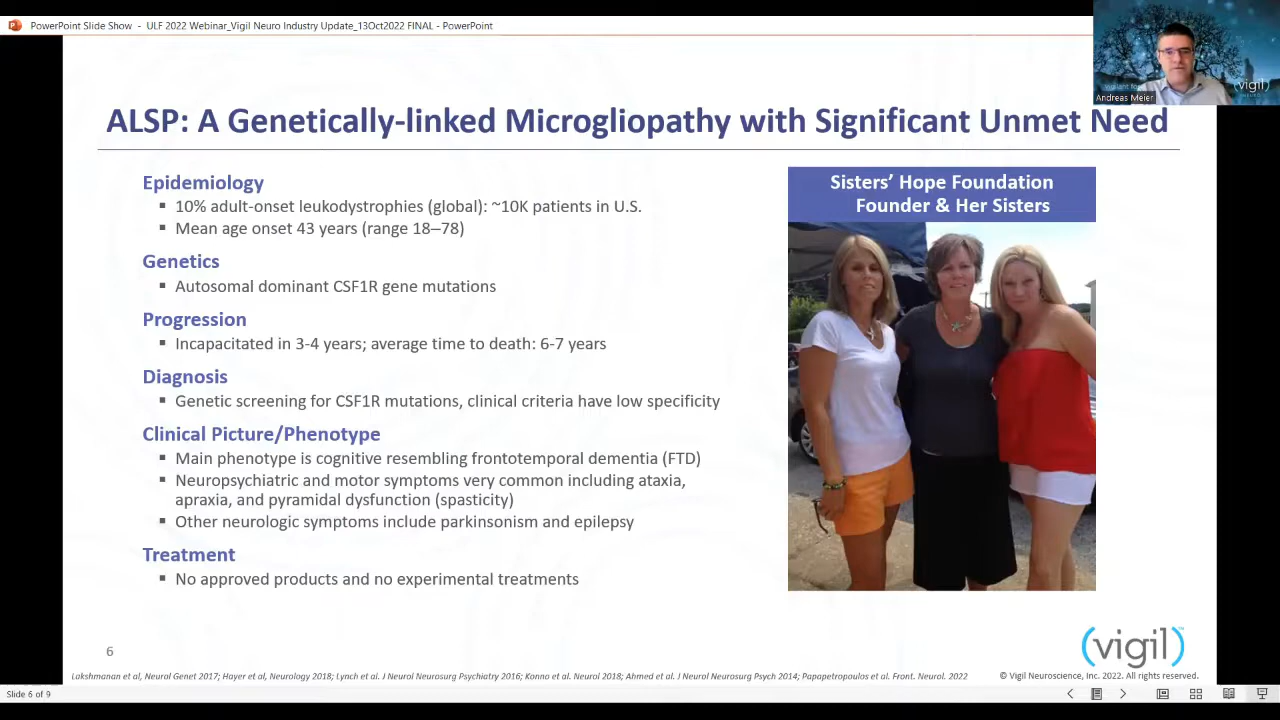 PowerPoint Slide Show - ULF 2022 Webinar_Vigil Neuro Industry Update_13Oct2022 FINAL - PowerPoint
(vigil)
Andreas Meier
ALSP: A Genetically-linked Microgliopathy with Significant Unmet Need
Epidemiology
▪ 10% adult-onset leukodystrophies (global): ~10K patients in U.S.
▪ Mean age onset 43 years (range 18–78)
Genetics
▪ Autosomal dominant CSF1R gene mutations
Progression
▪ Incapacitated in 3-4 years; average time to death: 6-7 years
Diagnosis
▪ Genetic screening for CSF1R mutations, clinical criteria have low specificity
Clinical Picture/Phenotype
▪ Main phenotype is cognitive resembling frontotemporal dementia (FTD)
▪ Neuropsychiatric and motor symptoms very common including ataxia,
apraxia, and pyramidal dysfunction (spasticity)
▪ Other neurologic symptoms include parkinsonism and epilepsy
Treatment
▪ No approved products and no experimental treatments
Sisters’ Hope Foundation
Founder & Her Sisters
6
(vigil)™
Lakshmanan et al, Neurol Genet 2017; Hayer et al, Neurology 2018; Lynch et al. J Neurol Neurosurg Psychiatry 2016; Konno et al. Neurol 2018; Ahmed et al. J Neurol Neurosurg Psych 2014; Papapetropoulos et al. Front. Neurol. 2022
© Vigil Neuroscience, Inc. 2022. All rights reserved.
Slide 6 of 9